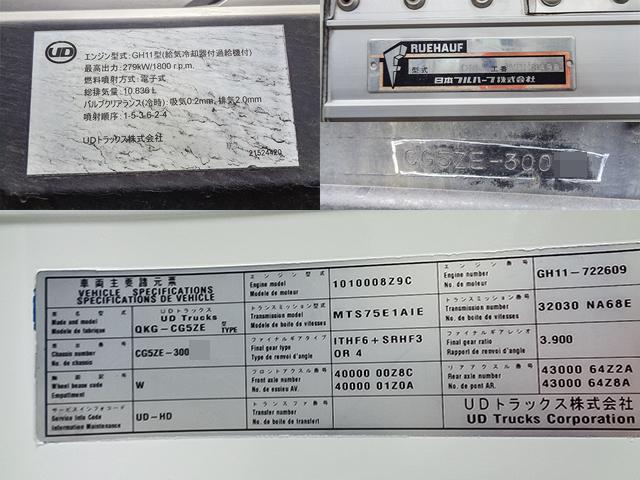 UD
エンジン型式:GH11型(給気冷却器付過給機付)
最高出力:279kW/1800r.p.m.
燃料噴射方式:電子式
総排気量:10.836L
バルブクリアランス(冷時):吸気0.2mm,排気2.0mm
噴射順序:1-5-3-6-2-4
UDトラックス株式会社
21524420
RUEHAUF
型式 工番
日本フルハーフ株式会社
CG5ZE-300
車両主要諸元票
VEHICLE SPECIFICATIONS
SPECIFICATIONS DE VEHICLE
車名型式 UDトラックス
Made and model UD Trucks
Modele de fabrique QKG-CG5ZE 型 TYPE
Chassis number CG5ZE-300
No. de chassis
Wheel besae code W
Empattment
サービスインフォコード
Service Info Code UD-HD
Information Maintenance
エンジン型式
Engine model 1010008Z9C
Modele de moteur
トランスミッション型式
Transmission model MTS75E1AIE
Modele de boite de vitesses
ファイナルギアタイプ ITHF6+SRHF3
Final gear type OR 4
Type de renvoi d'angle
フロントアクスル番号 40000 00Z8C
Front axle number 40000 01Z0A
No. de essieu AV.
トランスファ番号
Transfer number
No. de boite de transfert
エンジン番号
Engine number GH11-722609
No. de moteur
トランスミッション番号
Transmission number 32030 NA68E
No. de boite de vitesses
ファイナルギアレシオ
Final gear ratio 3.900
Rapport de renvoi d'angle
リアアクスル番号 43000 64Z2A
Rear axle number 43000 64Z8A
No. de pont AR.
UDトラックス株式会社
UD Trucks Corporation